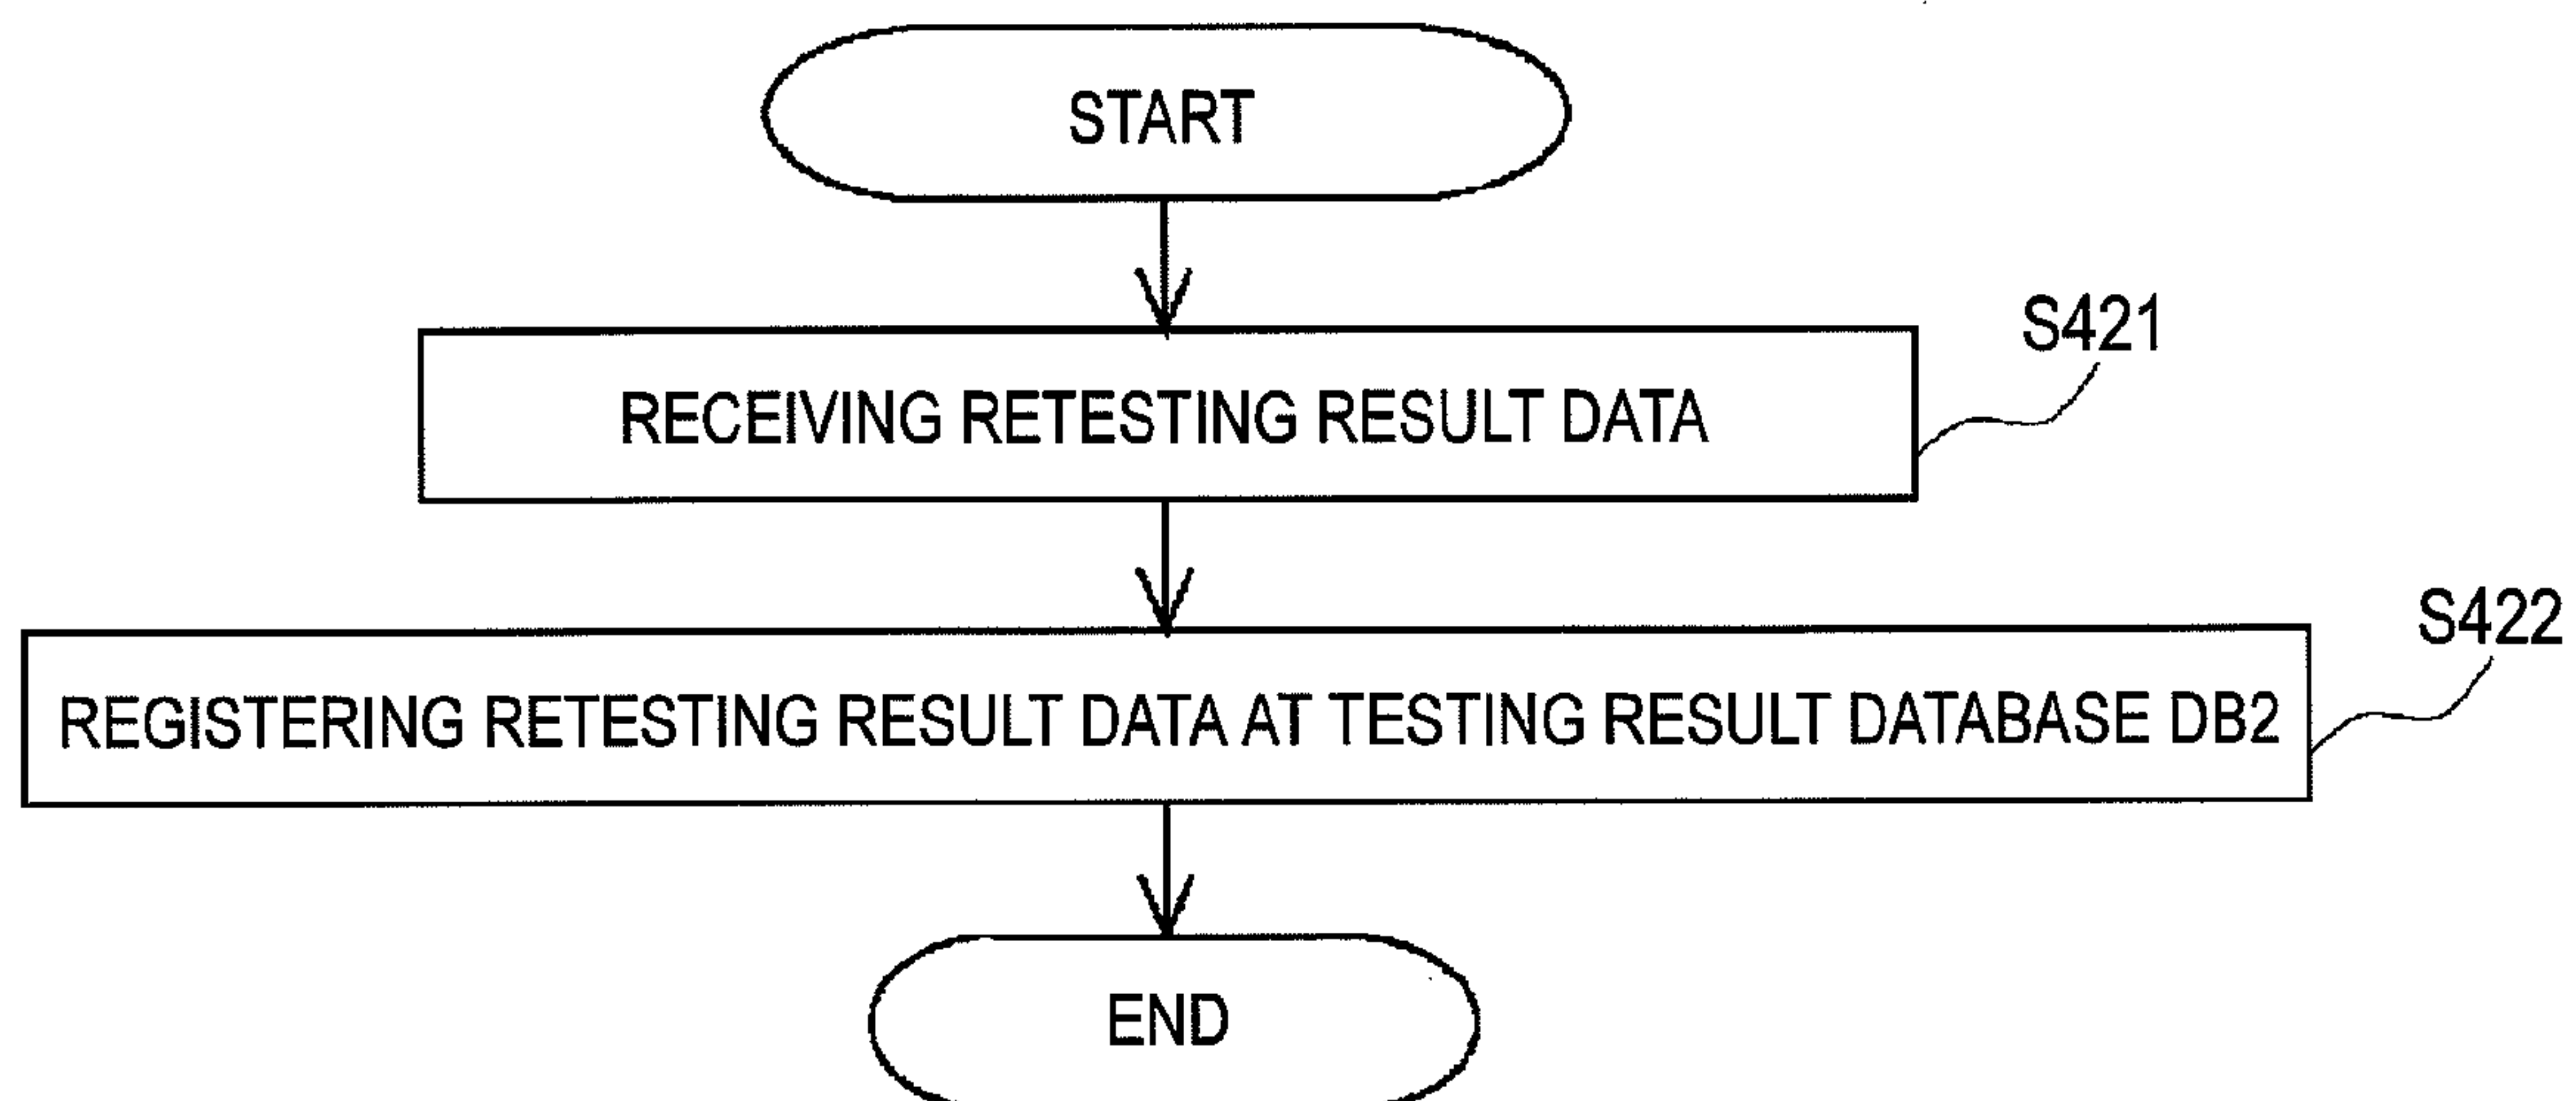 START
S421
RECEIVING RETESTING RESULT DATA
S422
REGISTERING RETESTING RESULT DATA AT TESTING RESULT DATABASE DB2
END